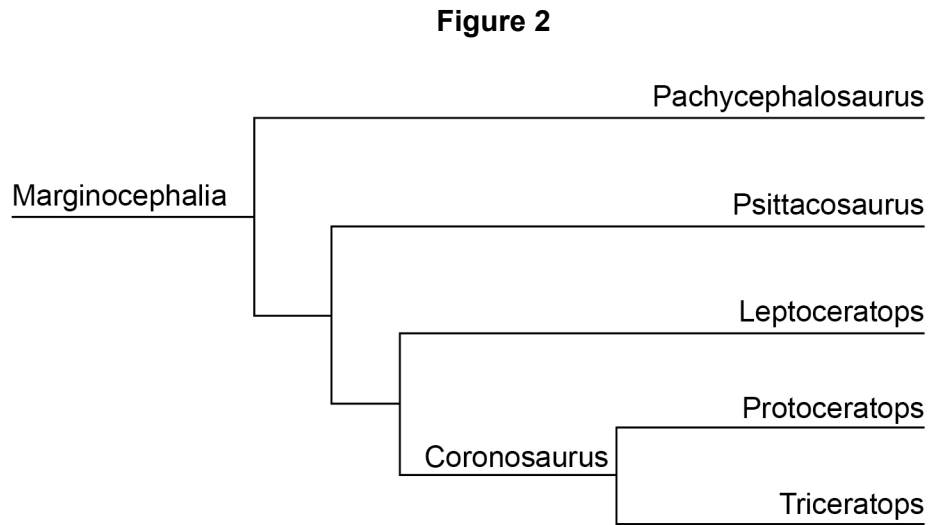 Figure 2
Pachycephalosaurus
Marginocephalia
Psittacosaurus
Leptoceratops
Protoceratops
Coronosaurus
Triceratops